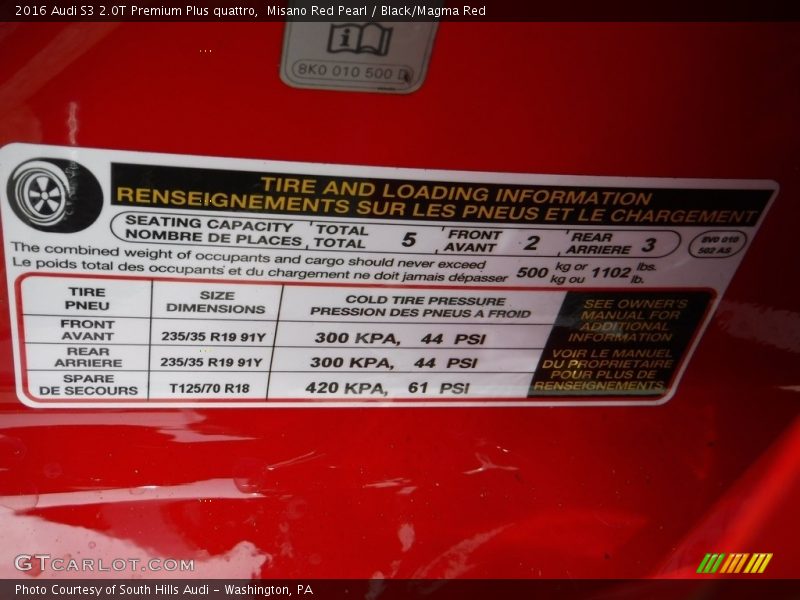 2016 Audi S3 2.0T Premium Plus quattro,  Misano Red Pearl / Black/Magma Red
i
8K0 010 500 D
TIRE AND LOADING INFORMATION
RENSEIGNEMENTS SUR LES PNEUS ET LE CHARGEMENT
SEATING CAPACITY TOTAL 5 FRONT 2 REAR 3
NOMBRE DE PLACES TOTAL AVANT ARRIERE
8V0 010
502 AS
The combined weight of occupants and cargo should never exceed 500 kg or 1102 lbs.
Le poids total des occupants et du chargement ne doit jamais dépasser kg ou lb.
TIRE SIZE COLD TIRE PRESSURE
PNEU DIMENSIONS PRESSION DES PNEUS A FROID
FRONT
AVANT 235/35 R19 91Y 300 KPA, 44 PSI
REAR
ARRIERE 235/35 R19 91Y 300 KPA, 44 PSI
SPARE
DE SECOURS T125/70 R18 420 KPA, 61 PSI
SEE OWNER'S
MANUAL FOR
ADDITIONAL
INFORMATION
VOIR LE MANUEL
DU PROPRIETAIRE
POUR PLUS DE
RENSEIGNEMENTS
GTCARLOT.COM
Photo Courtesy of South Hills Audi - Washington, PA